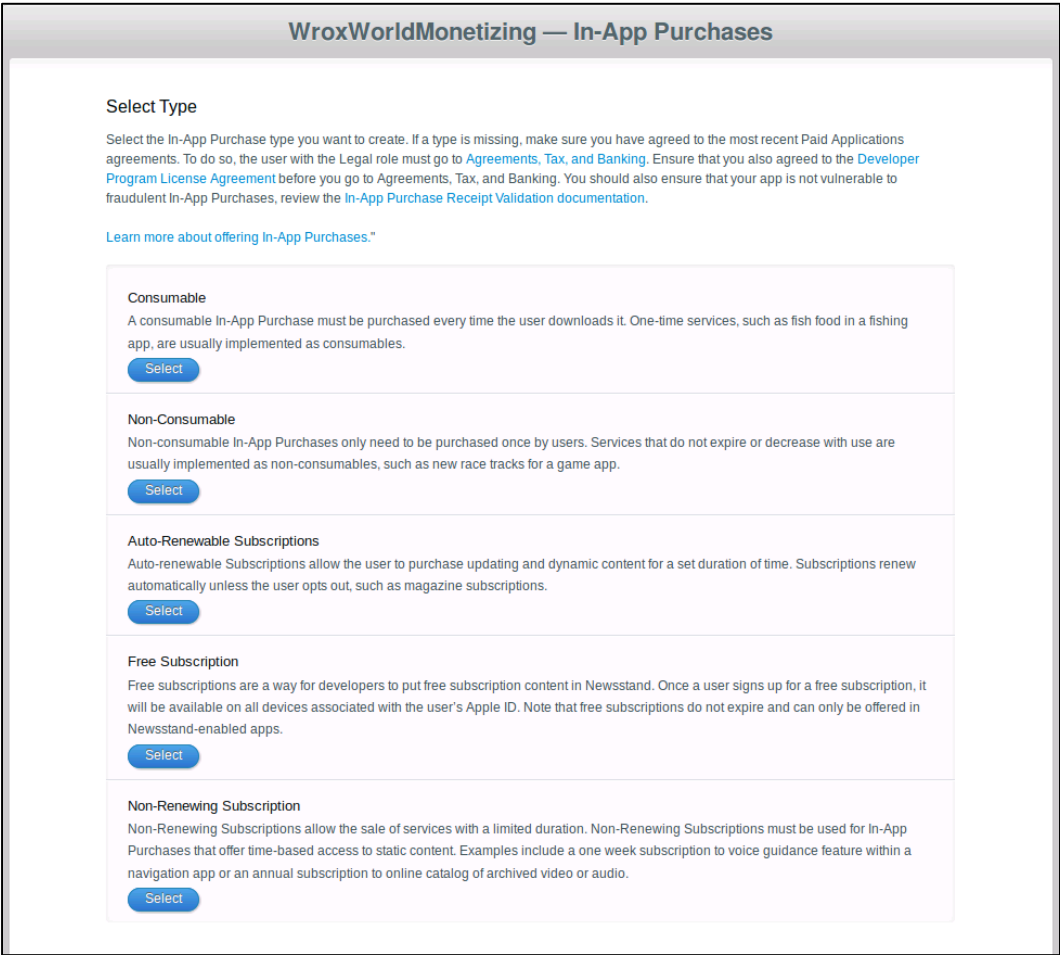 WroxWorldMonetizing — In-App Purchases
Select Type
Select the In-App Purchase type you want to create. If a type is missing, make sure you have agreed to the most recent Paid Applications
agreements. To do so, the user with the Legal role must go to Agreements, Tax, and Banking. Ensure that you also agreed to the Developer
Program License Agreement before you go to Agreements, Tax, and Banking. You should also ensure that your app is not vulnerable to
fraudulent In-App Purchases, review the In-App Purchase Receipt Validation documentation.
Learn more about offering In-App Purchases."
Consumable
A consumable In-App Purchase must be purchased every time the user downloads it. One-time services, such as fish food in a fishing
app, are usually implemented as consumables.
Select
Non-Consumable
Non-consumable In-App Purchases only need to be purchased once by users. Services that do not expire or decrease with use are
usually implemented as non-consumables, such as new race tracks for a game app.
Select
Auto-Renewable Subscriptions
Auto-renewable Subscriptions allow the user to purchase updating and dynamic content for a set duration of time. Subscriptions renew
automatically unless the user opts out, such as magazine subscriptions.
Select
Free Subscription
Free subscriptions are a way for developers to put free subscription content in Newsstand. Once a user signs up for a free subscription, it
will be available on all devices associated with the user’s Apple ID. Note that free subscriptions do not expire and can only be offered in
Newsstand-enabled apps.
Select
Non-Renewing Subscription
Non-Renewing Subscriptions allow the sale of services with a limited duration. Non-Renewing Subscriptions must be used for In-App
Purchases that offer time-based access to static content. Examples include a one week subscription to voice guidance feature within a
navigation app or an annual subscription to online catalog of archived video or audio.
Select